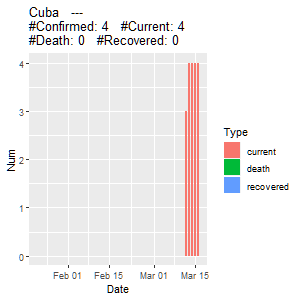 Cuba   ---
#Confirmed: 4   #Current: 4
#Death: 0   #Recovered: 0
4
3
2
1
0
Num
Feb 01
Feb 15
Mar 01
Mar 15
Date
Type
current
death
recovered